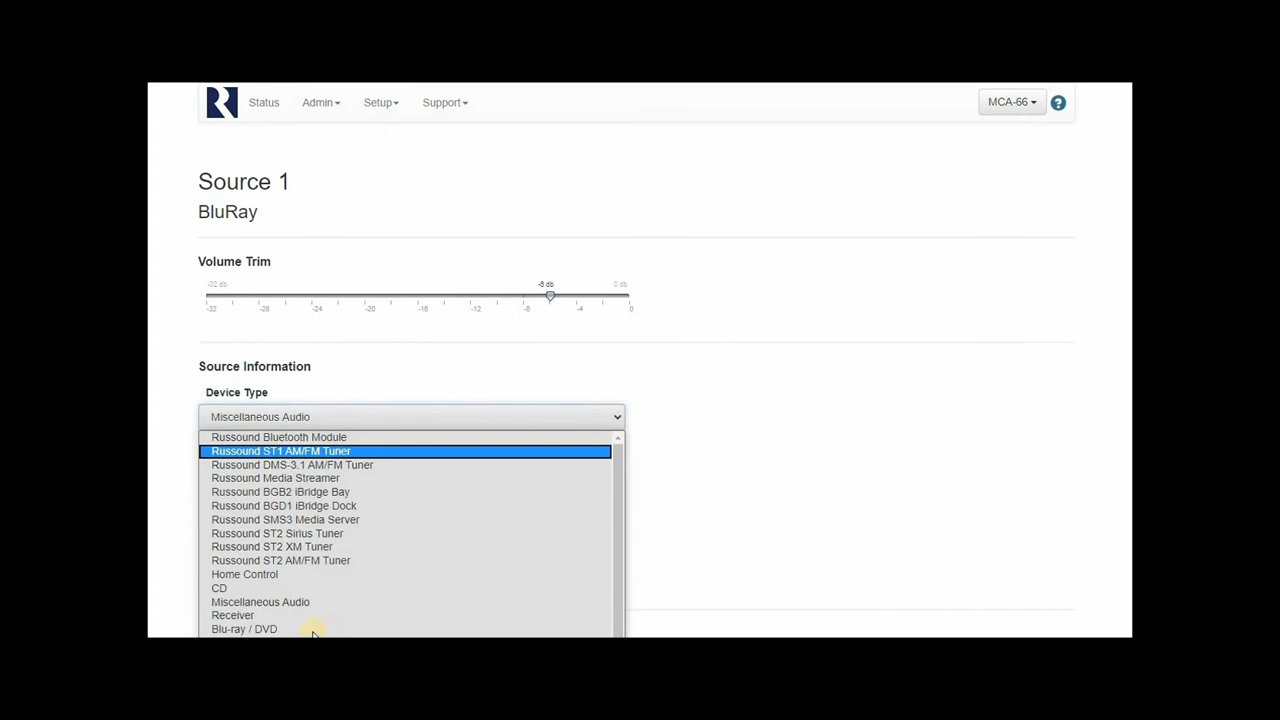 Status Admin Setup Support MCA-66 ?
Source 1
BluRay
Volume Trim
-32 db -6 db 0 db
-32 -28 -24 -20 -16 -12 -8 -4 0
Source Information
Device Type
Miscellaneous Audio
Russound Bluetooth Module
Russound ST1 AM/FM Tuner
Russound DMS-3.1 AM/FM Tuner
Russound Media Streamer
Russound BGB2 iBridge Bay
Russound BGD1 iBridge Dock
Russound SMS3 Media Server
Russound ST2 Sirius Tuner
Russound ST2 XM Tuner
Russound ST2 AM/FM Tuner
Home Control
CD
Miscellaneous Audio
Receiver
Blu-ray / DVD